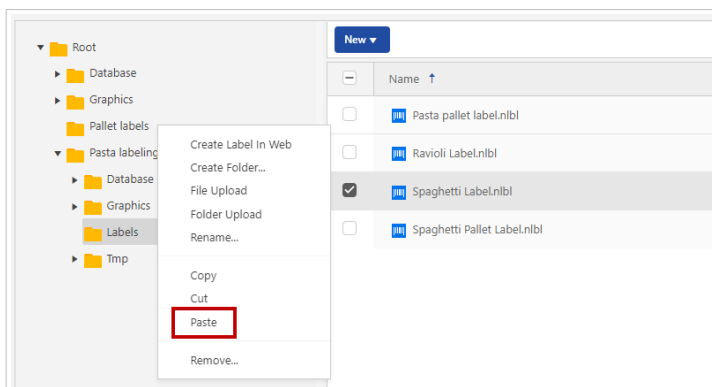 Root
Database
Graphics
Pallet labels
Pasta labeling
Database
Graphics
Labels
Tmp
Create Label In Web
Create Folder...
File Upload
Folder Upload
Rename...
Copy
Cut
Paste
Remove...
New
Name
Pasta pallet label.nlbl
Ravioli Label.nlbl
Spaghetti Label.nlbl
Spaghetti Pallet Label.nlbl